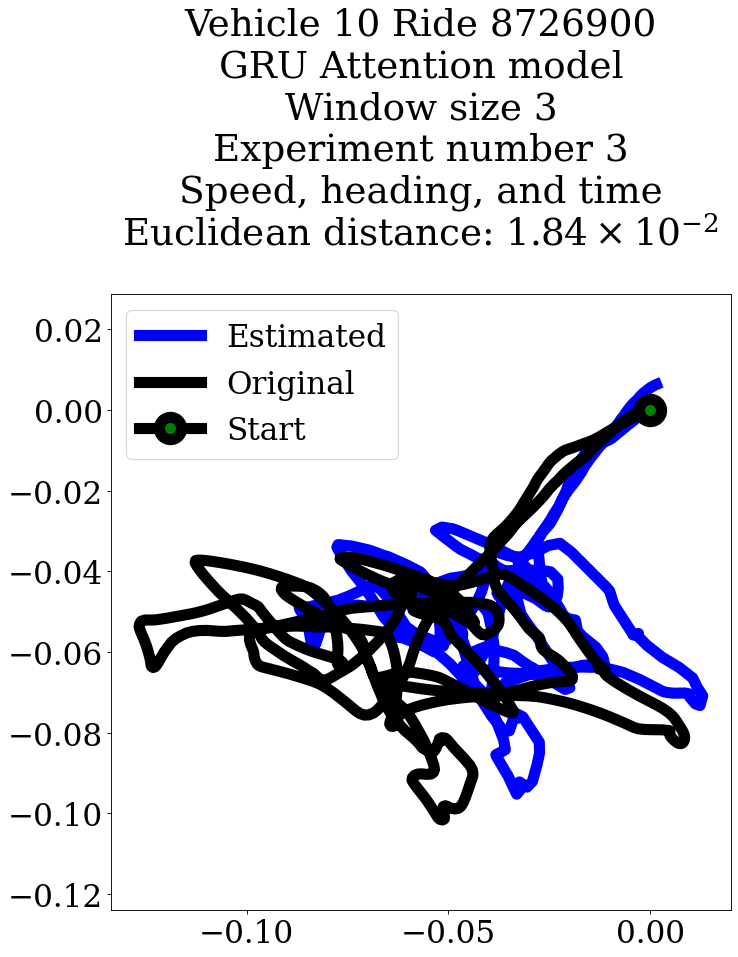 Vehicle 10 Ride 8726900
GRU Attention model
Window size 3
Experiment number 3
Speed, heading, and time
Euclidean distance: 1.84 × 10⁻²
Estimated
Original
Start
0.02
0.00
−0.02
−0.04
−0.06
−0.08
−0.10
−0.12
−0.10
−0.05
0.00